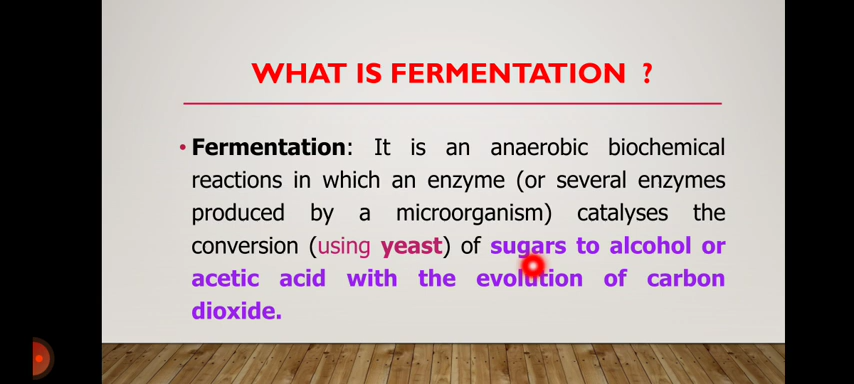 WHAT IS FERMENTATION ?
• Fermentation: It is an anaerobic biochemical
reactions in which an enzyme (or several enzymes
produced by a microorganism) catalyses the
conversion (using yeast) of sugars to alcohol or
acetic acid with the evolution of carbon
dioxide.